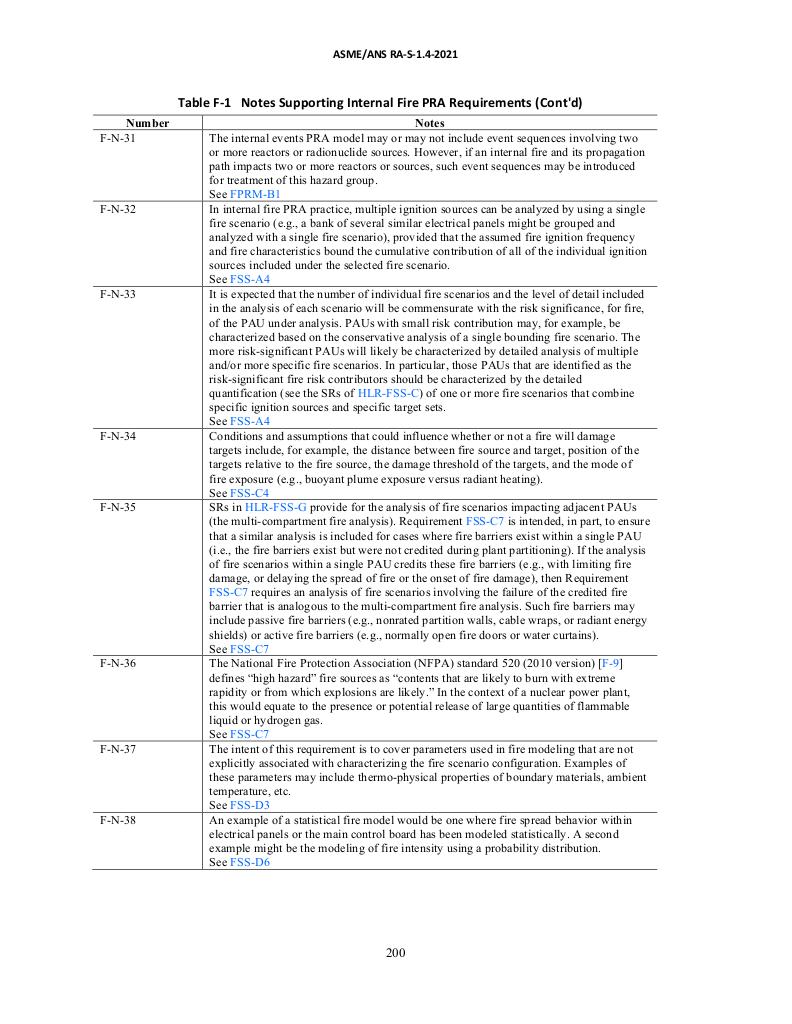 ASME/ANS RA-S-1.4-2021
Table F-1 Notes Supporting Internal Fire PRA Requirements (Cont'd)
Number Notes
F-N-31 The internal events PRA model may or may not include event sequences involving two
or more reactors or radionuclide sources. However, if an internal fire and its propagation
path impacts two or more reactors or sources, such event sequences may be introduced
for treatment of this hazard group.
See FPRM-B1
F-N-32 In internal fire PRA practice, multiple ignition sources can be analyzed by using a single
fire scenario (e.g., a bank of several similar electrical panels might be grouped and
analyzed with a single fire scenario), provided that the assumed fire ignition frequency
and fire characteristics bound the cumulative contribution of all of the individual ignition
sources included under the selected fire scenario.
See FSS-A4
F-N-33 It is expected that the number of individual fire scenarios and the level of detail included
in the analysis of each scenario will be commensurate with the risk significance, for fire,
of the PAU under analysis. PAUs with small risk contribution may, for example, be
characterized based on the conservative analysis of a single bounding fire scenario. The
more risk-significant PAUs will likely be characterized by detailed analysis of multiple
and/or more specific fire scenarios. In particular, those PAUs that are identified as the
risk-significant fire risk contributors should be characterized by the detailed
quantification (see the SRs of HLR-FSS-C) of one or more fire scenarios that combine
specific ignition sources and specific target sets.
See FSS-A4
F-N-34 Conditions and assumptions that could influence whether or not a fire will damage
targets include, for example, the distance between fire source and target, position of the
targets relative to the fire source, the damage threshold of the targets, and the mode of
fire exposure (e.g., buoyant plume exposure versus radiant heating).
See FSS-C4
F-N-35 SRs in HLR-FSS-G provide for the analysis of fire scenarios impacting adjacent PAUs
(the multi-compartment fire analysis). Requirement FSS-C7 is intended, in part, to ensure
that a similar analysis is included for cases where fire barriers exist within a single PAU
(i.e., the fire barriers exist but were not credited during plant partitioning). If the analysis
of fire scenarios within a single PAU credits these fire barriers (e.g., with limiting fire
damage, or delaying the spread of fire or the onset of fire damage), then Requirement
FSS-C7 requires an analysis of fire scenarios involving the failure of the credited fire
barrier that is analogous to the multi-compartment fire analysis. Such fire barriers may
include passive fire barriers (e.g., nonrated partition walls, cable wraps, or radiant energy
shields) or active fire barriers (e.g., normally open fire doors or water curtains).
See FSS-C7
F-N-36 The National Fire Protection Association (NFPA) standard 520 (2010 version) [F-9]
defines “high hazard” fire sources as “contents that are likely to burn with extreme
rapidity or from which explosions are likely.” In the context of a nuclear power plant,
this would equate to the presence or potential release of large quantities of flammable
liquid or hydrogen gas.
See FSS-C7
F-N-37 The intent of this requirement is to cover parameters used in fire modeling that are not
explicitly associated with characterizing the fire scenario configuration. Examples of
these parameters may include thermo-physical properties of boundary materials, ambient
temperature, etc.
See FSS-D3
F-N-38 An example of a statistical fire model would be one where fire spread behavior within
electrical panels or the main control board has been modeled statistically. A second
example might be the modeling of fire intensity using a probability distribution.
See FSS-D6
200